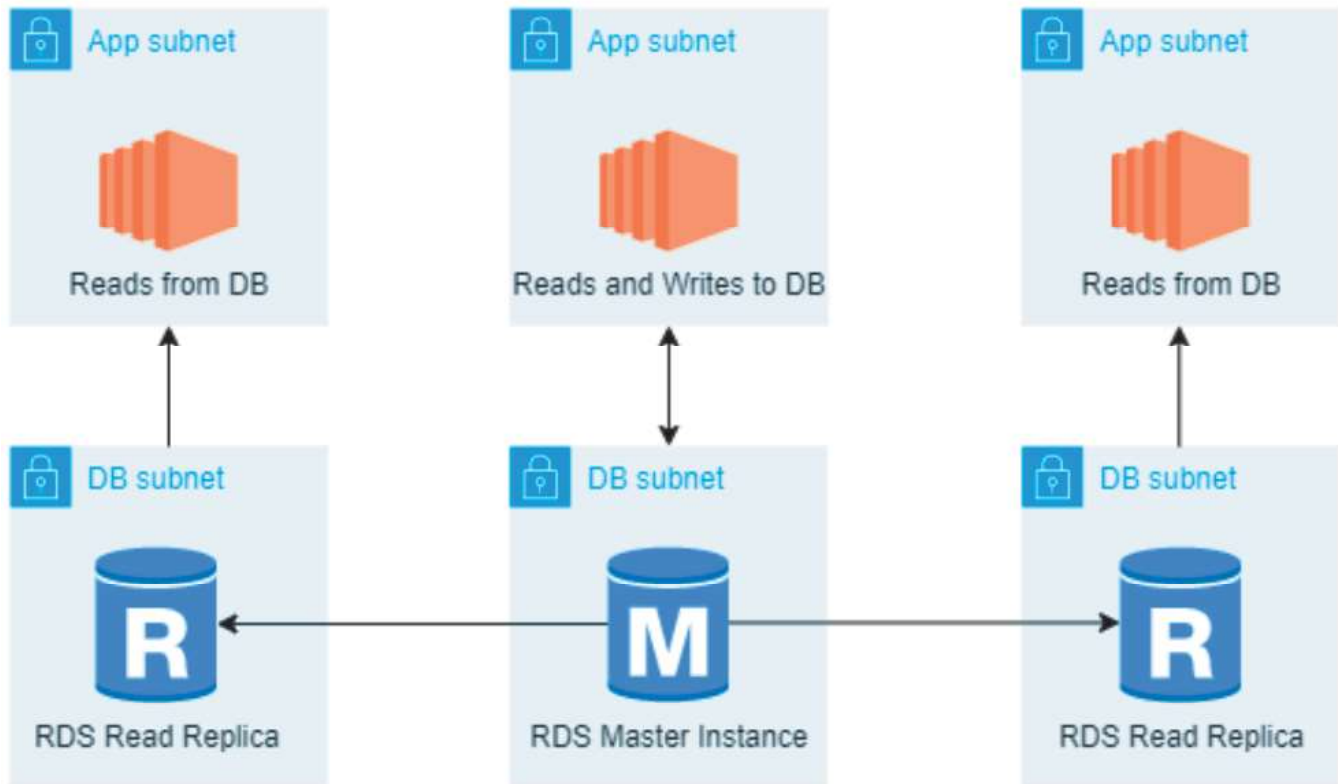 App subnet
App subnet
App subnet
Reads from DB
Reads and Writes to DB
Reads from DB
DB subnet
DB subnet
DB subnet
R
M
R
RDS Read Replica
RDS Master Instance
RDS Read Replica